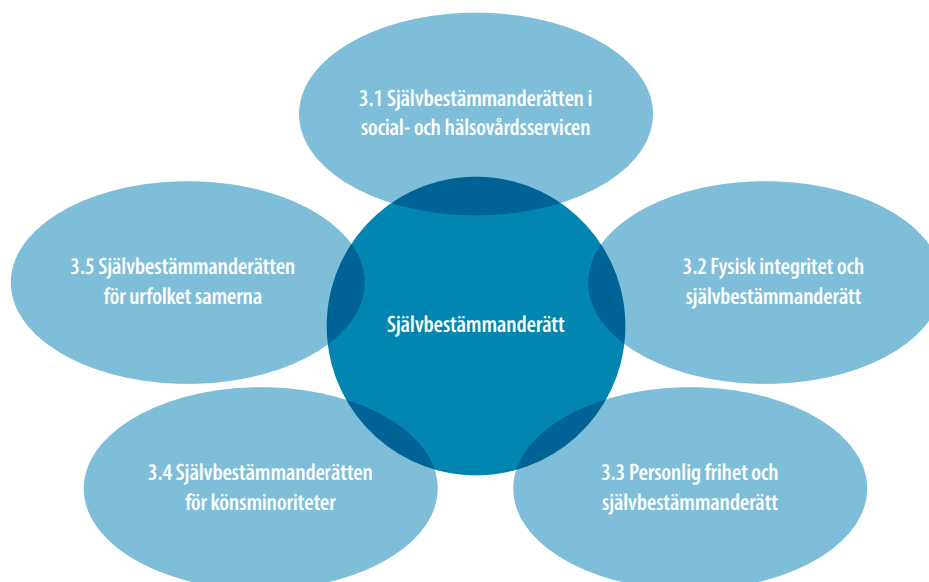 3.1 Självbestämmanderätten i
social- och hälsovårdsservicen
3.5 Självbestämmanderätten
för urfolket samerna
3.2 Fysisk integritet och
självbestämmanderätt
Självbestämmanderätt
3.4 Självbestämmanderätten
för könsminoriteter
3.3 Personlig frihet och
självbestämmanderätt